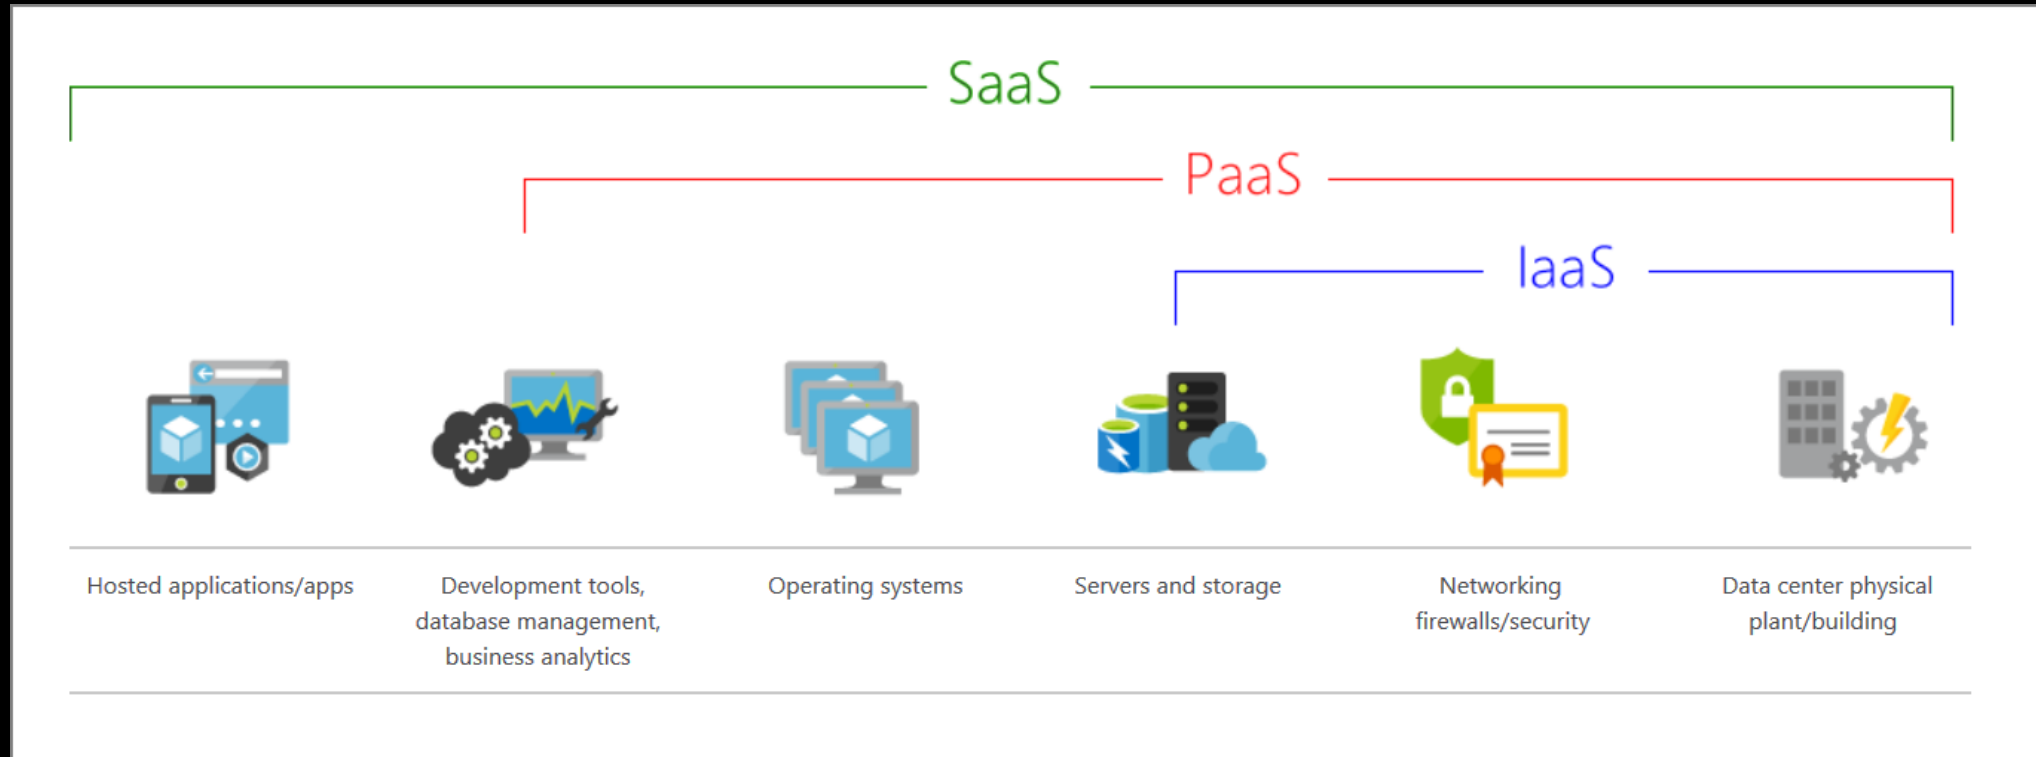 SaaS
PaaS
IaaS
Hosted applications/apps
Development tools,
database management,
business analytics
Operating systems
Servers and storage
Networking
firewalls/security
Data center physical
plant/building